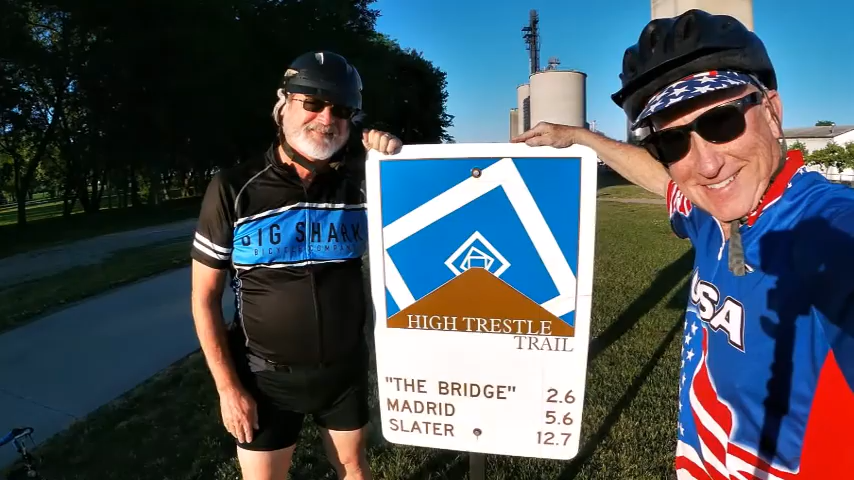 BIG SHARK
BICYCLE COMPANY
HIGH TRESTLE
TRAIL
"THE BRIDGE" 2.6
MADRID 5.6
SLATER 12.7
USA